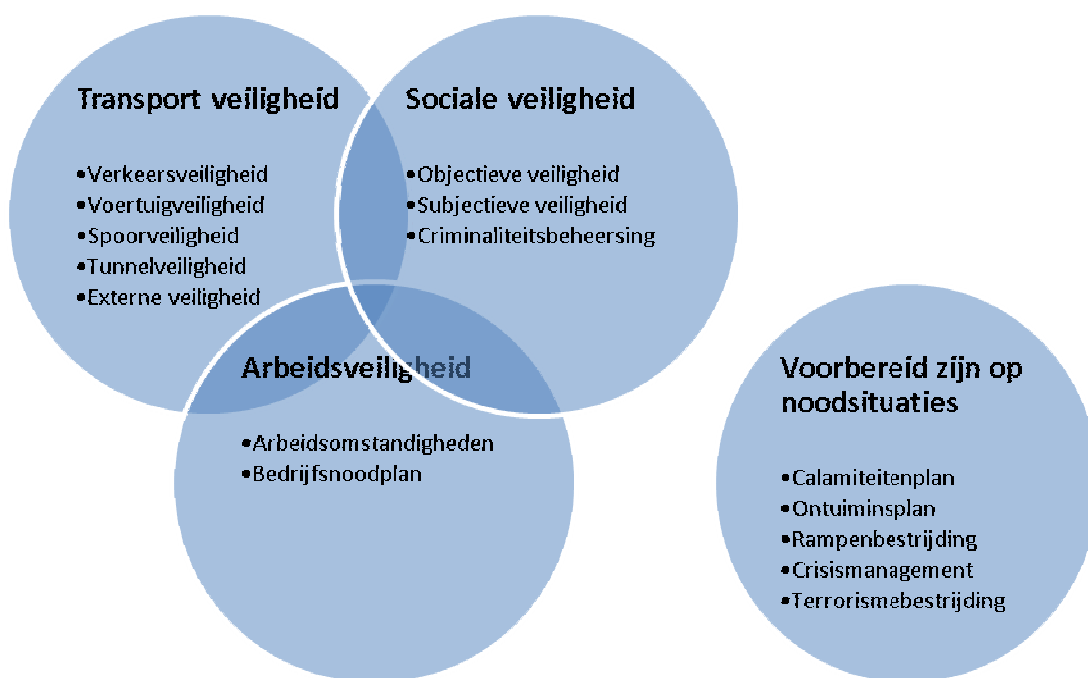 Transport veiligheid
•Verkeersveiligheid
•Voertuigveiligheid
•Spoorveiligheid
•Tunnelveiligheid
•Externe veiligheid
Sociale veiligheid
•Objectieve veiligheid
•Subjectieve veiligheid
•Criminaliteitsbeheersing
Arbeidsveiligheid
•Arbeidsomstandigheden
•Bedrijfsnoodplan
Voorbereid zijn op
noodsituaties
•Calamiteitenplan
•Ontuiminsplan
•Rampenbestrijding
•Crisismanagement
•Terrorismebestrijding